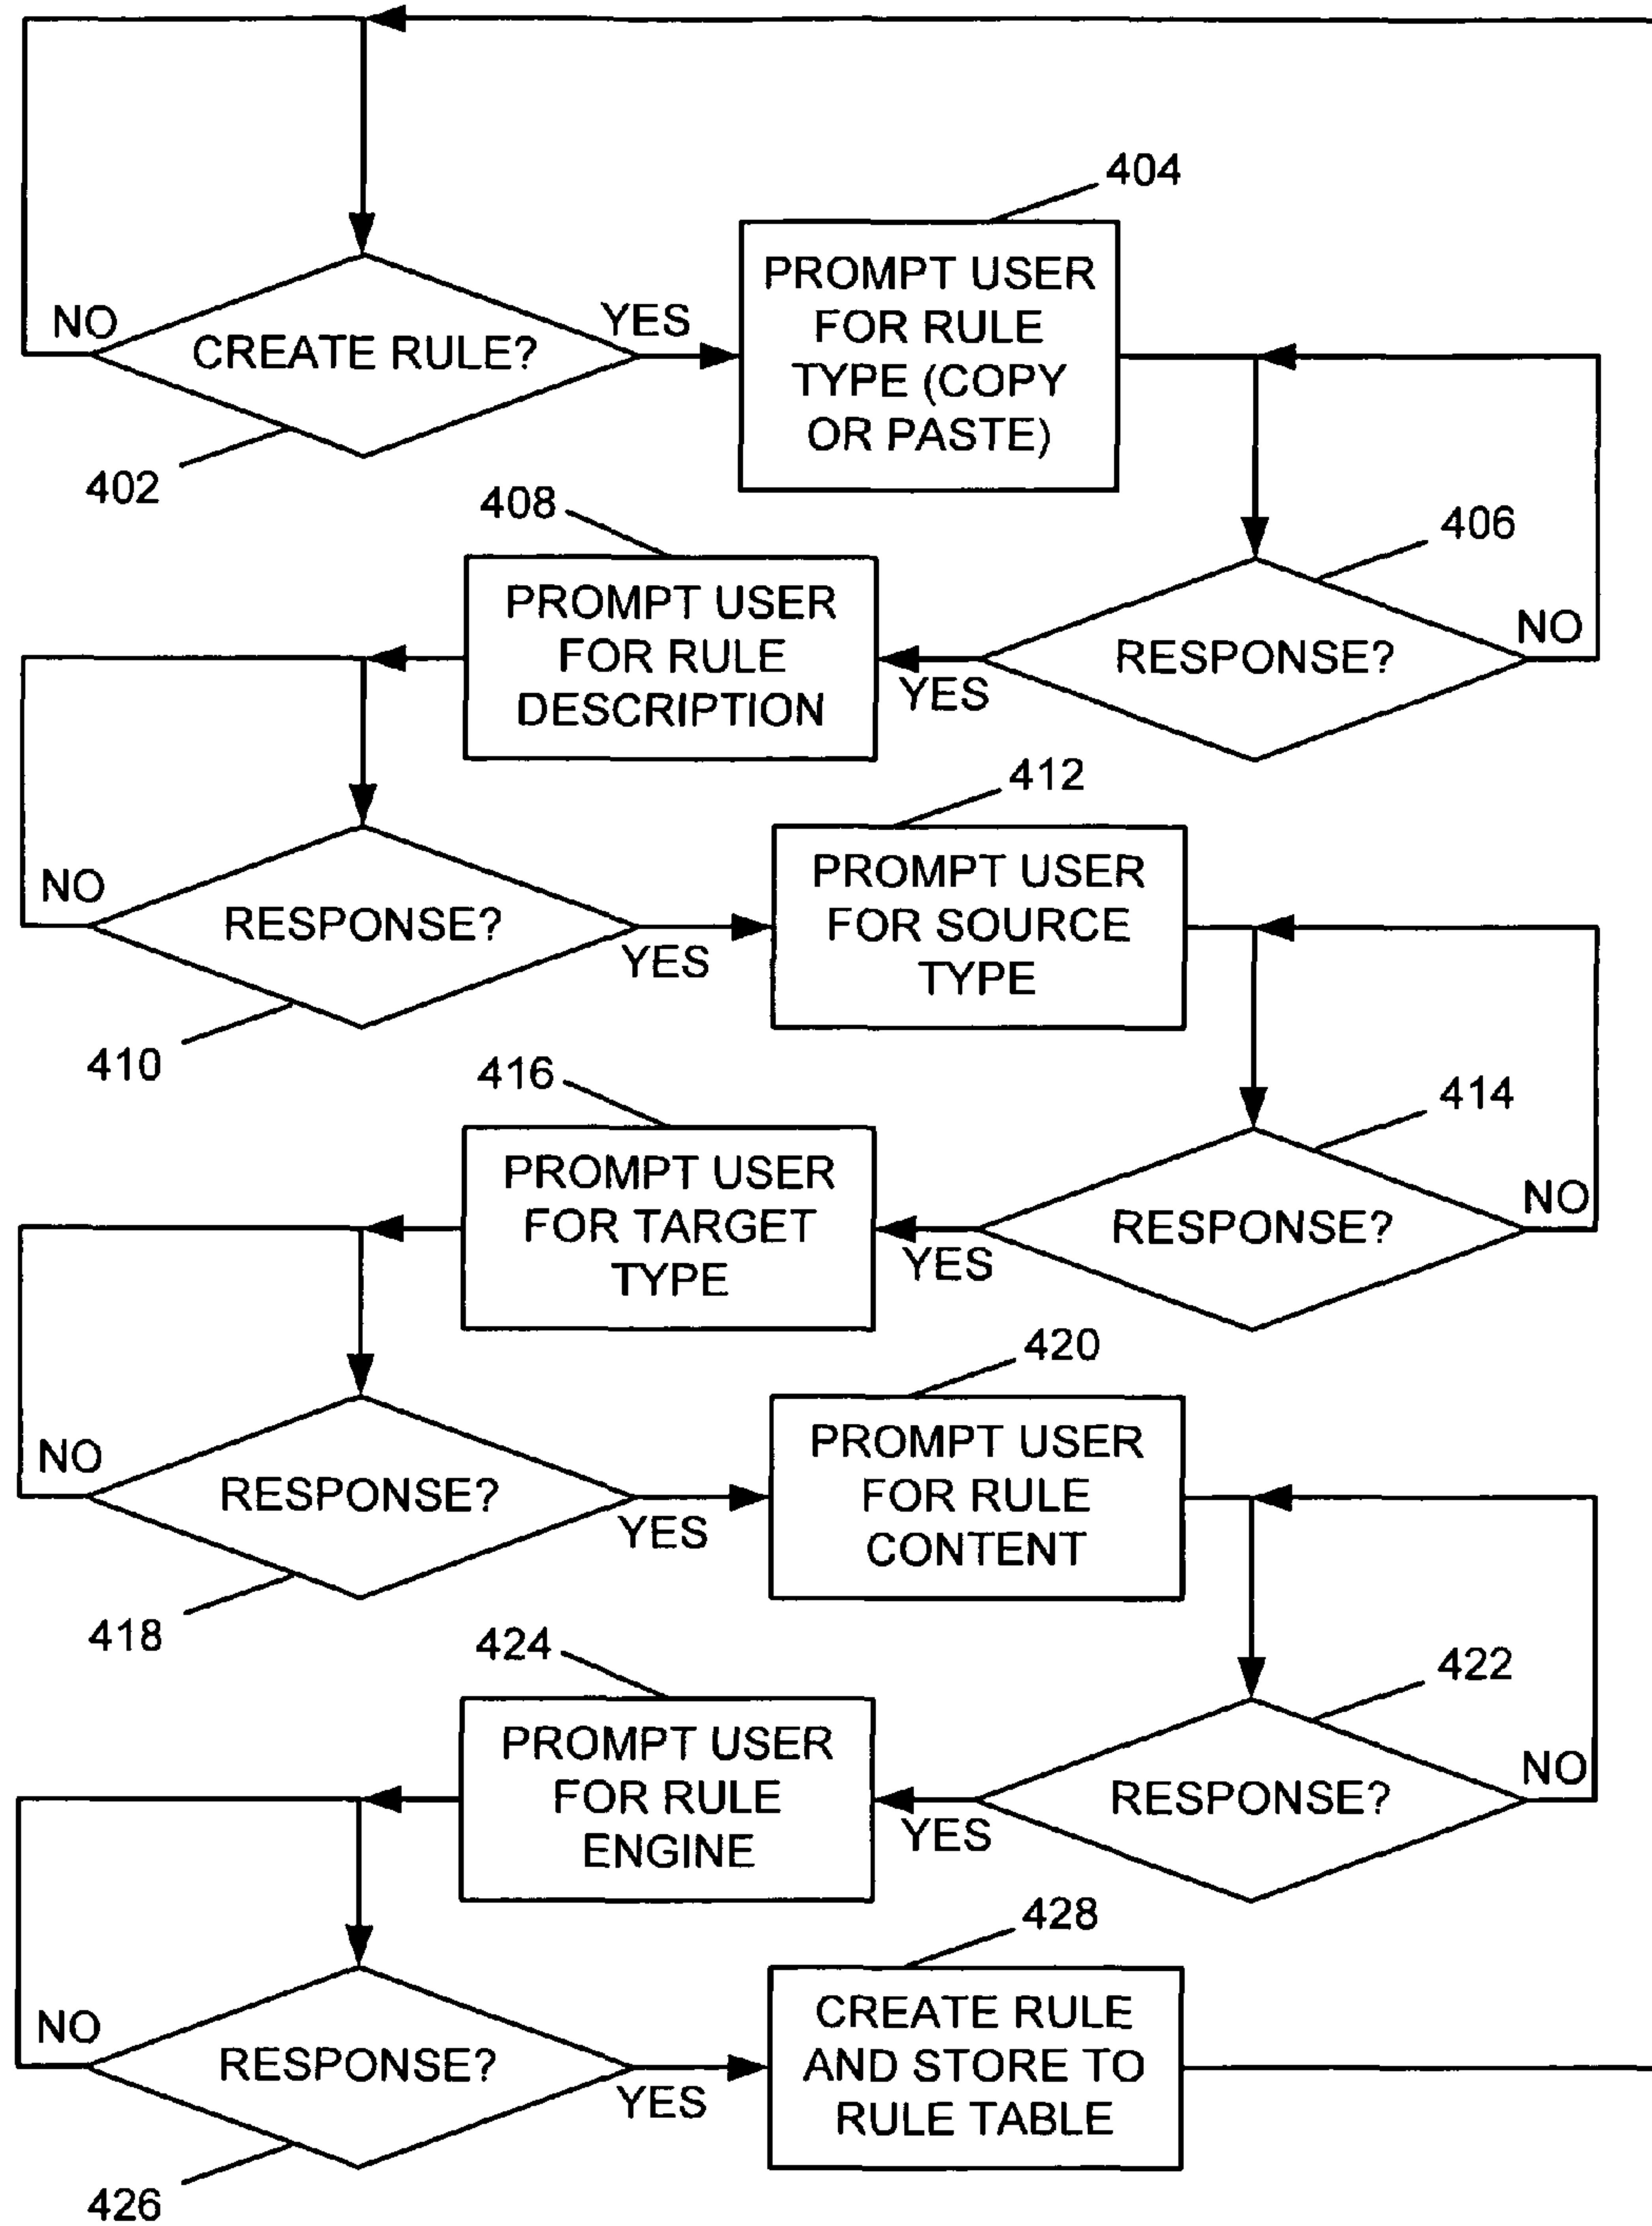 404
PROMPT USER
FOR RULE
TYPE (COPY
OR PASTE)
NO
YES
CREATE RULE?
402
408
406
PROMPT USER
FOR RULE
DESCRIPTION
NO
RESPONSE?
YES
412
NO
RESPONSE?
YES
410
PROMPT USER
FOR SOURCE
TYPE
416
414
PROMPT USER
FOR TARGET
TYPE
NO
RESPONSE?
YES
420
NO
RESPONSE?
YES
418
PROMPT USER
FOR RULE
CONTENT
424
422
PROMPT USER
FOR RULE
ENGINE
NO
RESPONSE?
YES
428
NO
RESPONSE?
YES
426
CREATE RULE
AND STORE TO
RULE TABLE